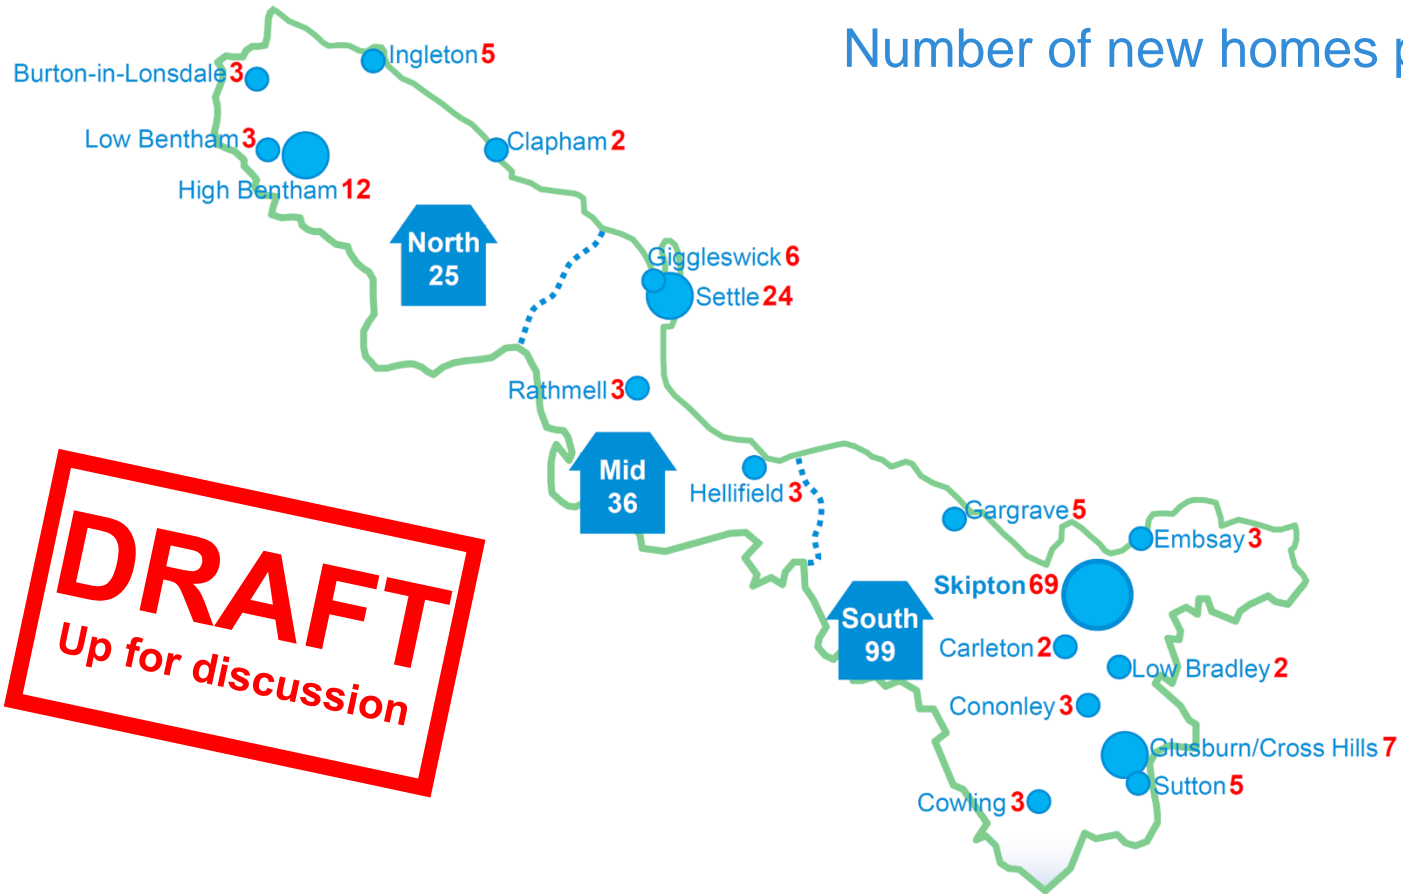 Number of new homes p
Ingleton 5
Burton-in-Lonsdale 3
Low Bentham 3
Clapham 2
High Bentham 12
North
25
Giggleswick 6
Settle 24
Rathmell 3
Mid
36
Hellifield 3
Gargrave 5
Embsay 3
Skipton 69
South
99
Carleton 2
Low Bradley 2
Cononley 3
Glusburn/Cross Hills 7
Sutton 5
Cowling 3
DRAFT
Up for discussion